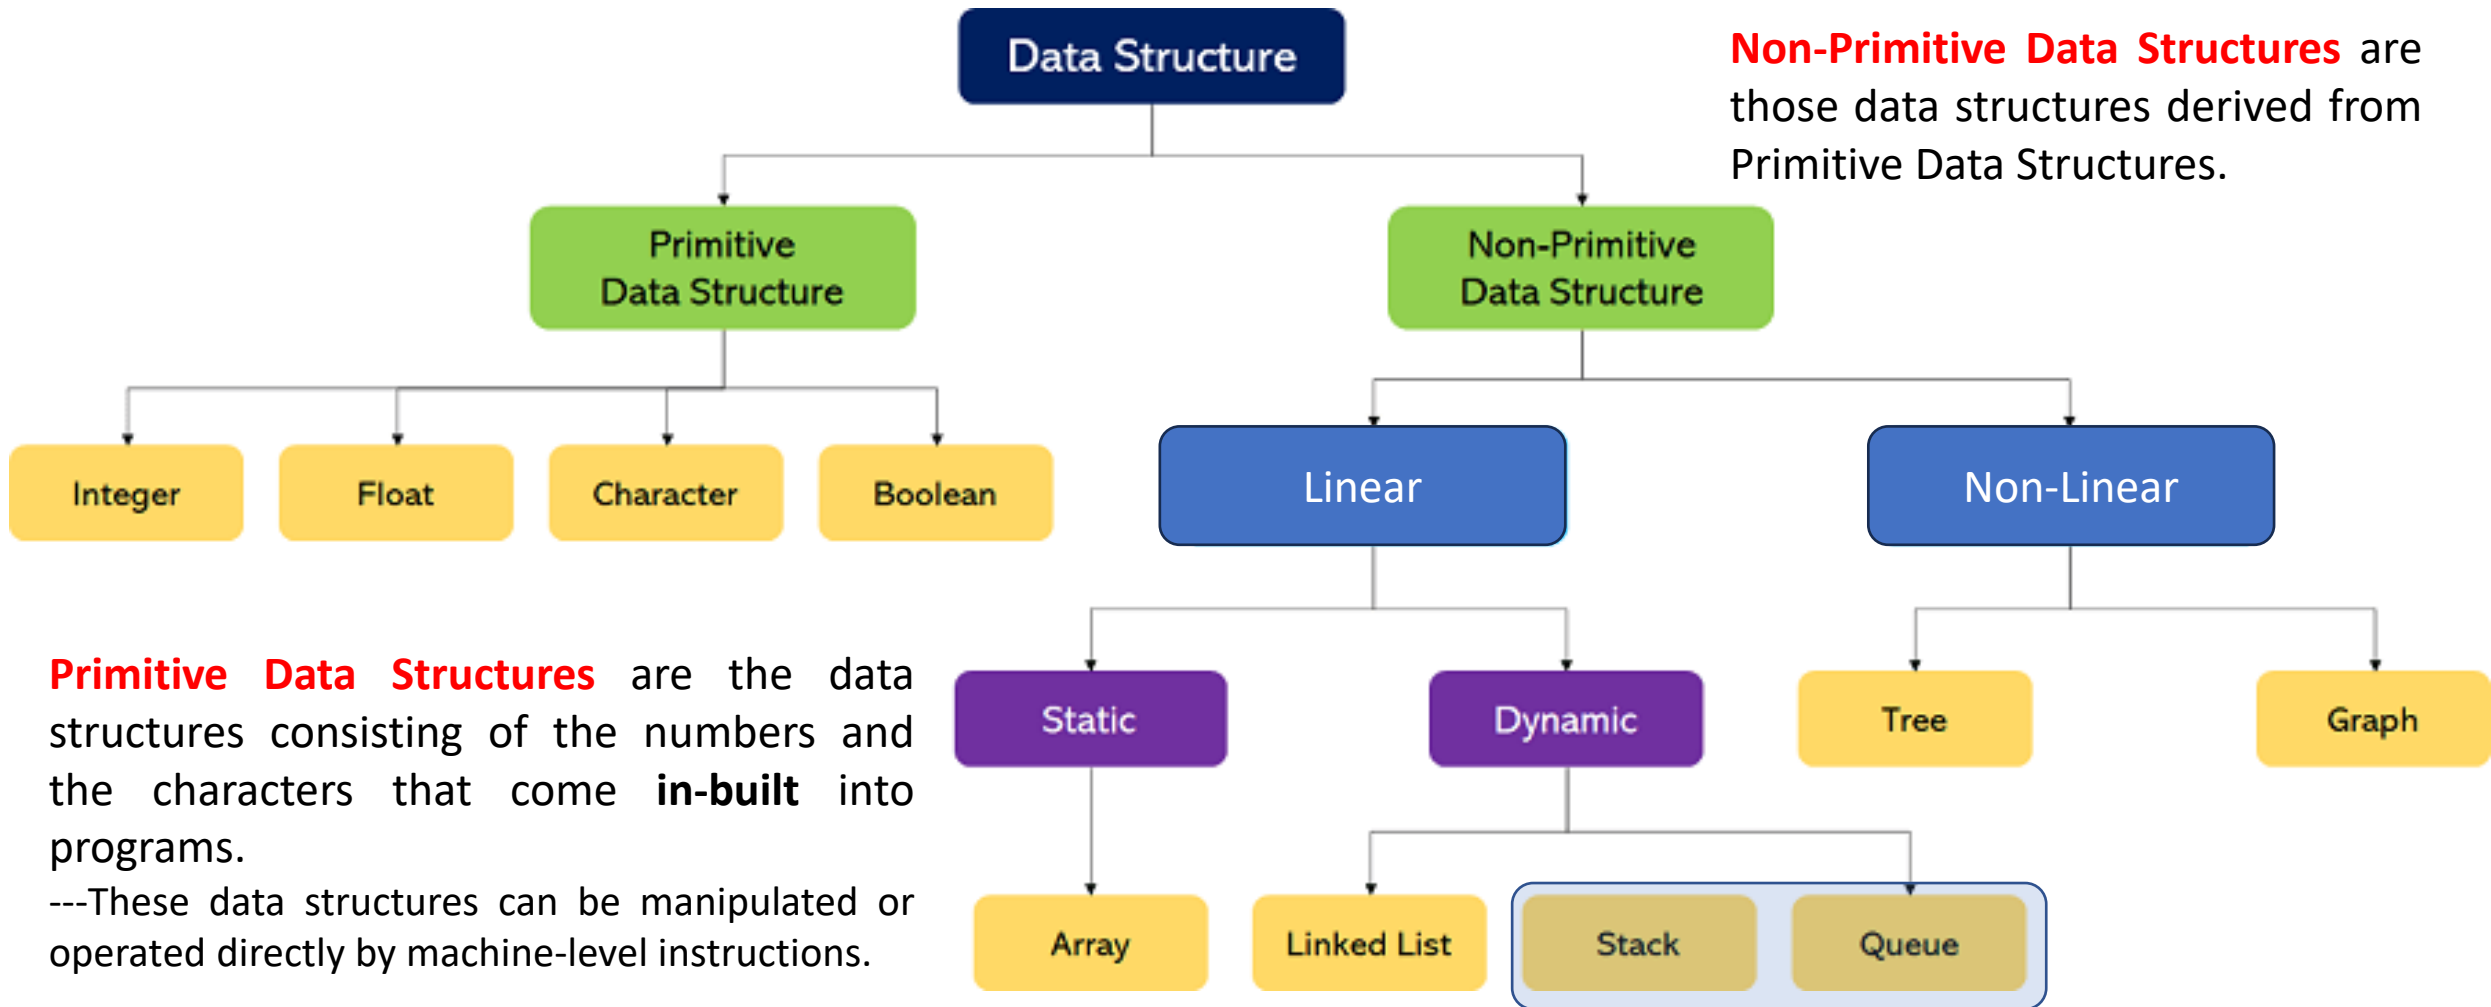 Data Structure
Non-Primitive Data Structures are
those data structures derived from
Primitive Data Structures.
Primitive
Data Structure
Non-Primitive
Data Structure
Integer
Float
Character
Boolean
Linear
Non-Linear
Primitive Data Structures are the data
structures consisting of the numbers and
the characters that come in-built into
programs.
---These data structures can be manipulated or
operated directly by machine-level instructions.
Static
Dynamic
Tree
Graph
Array
Linked List
Stack
Queue